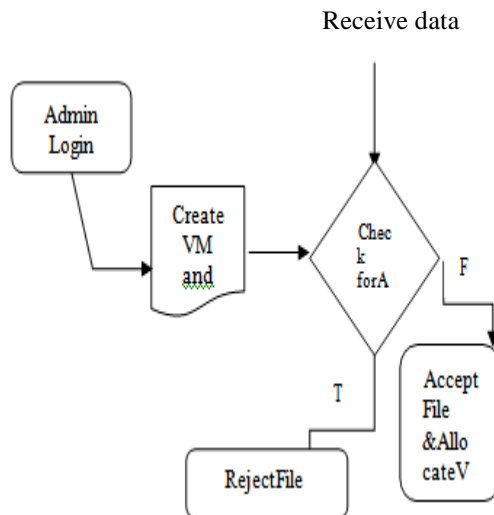 Receive data
Admin
Login
Create
VM
and
Chec
k
forA
F
T
Accept
File
&Allo
cateV
RejectFile